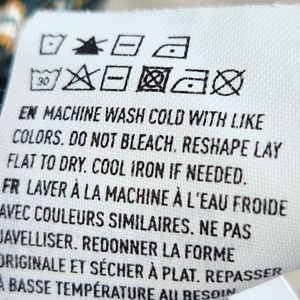 30
EN MACHINE WASH COLD WITH LIKE
COLORS. DO NOT BLEACH. RESHAPE LAY
FLAT TO DRY. COOL IRON IF NEEDED.
FR LAVER À LA MACHINE À L'EAU FROIDE
AVEC COULEURS SIMILAIRES. NE PAS
JAVELLISER. REDONNER LA FORME
ORIGINALE ET SÉCHER À PLAT. REPASSER
À BASSE TEMPÉRATURE AU BESOIN.